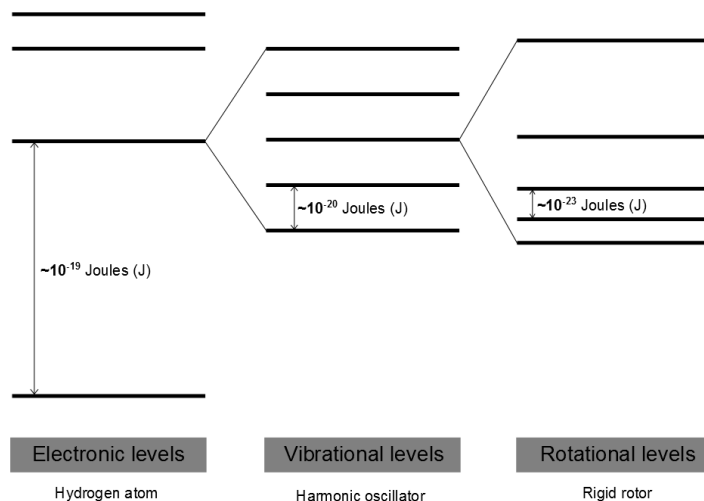 ~10⁻²⁰ Joules (J)
~10⁻²³ Joules (J)
~10⁻¹⁹ Joules (J)
Electronic levels
Vibrational levels
Rotational levels
Hydrogen atom
Harmonic oscillator
Rigid rotor